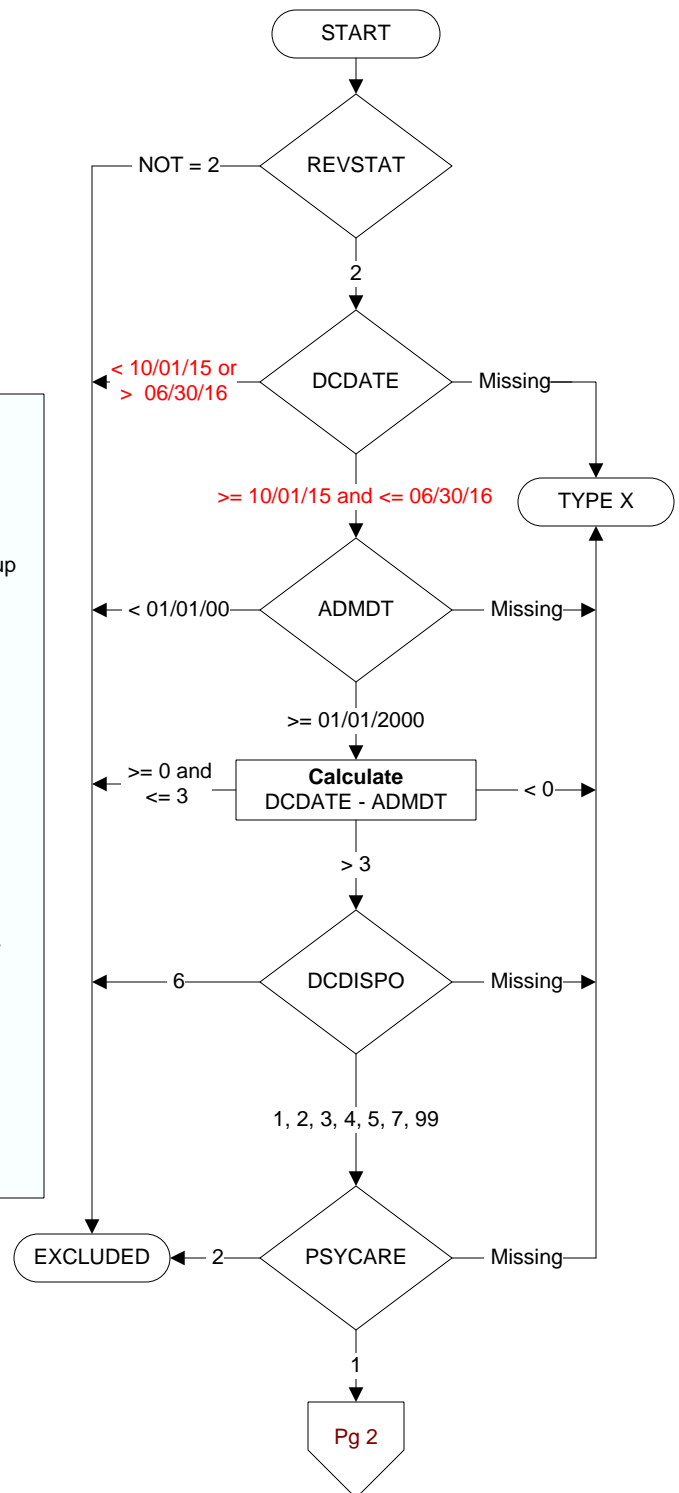 START
NOT = 2
REVSTAT
2
< 10/01/15 or
> 06/30/16
DCDATE
Missing
>= 10/01/15 and <= 06/30/16
TYPE X
up
< 01/01/00
ADMDT
Missing
>= 01/01/2000
>= 0 and
<= 3
Calculate
DCDATE - ADMDT
< 0
> 3
6
DCDISPO
Missing
1, 2, 3, 4, 5, 7, 99
EXCLUDED
2
PSYCARE
Missing
1
Pg 2